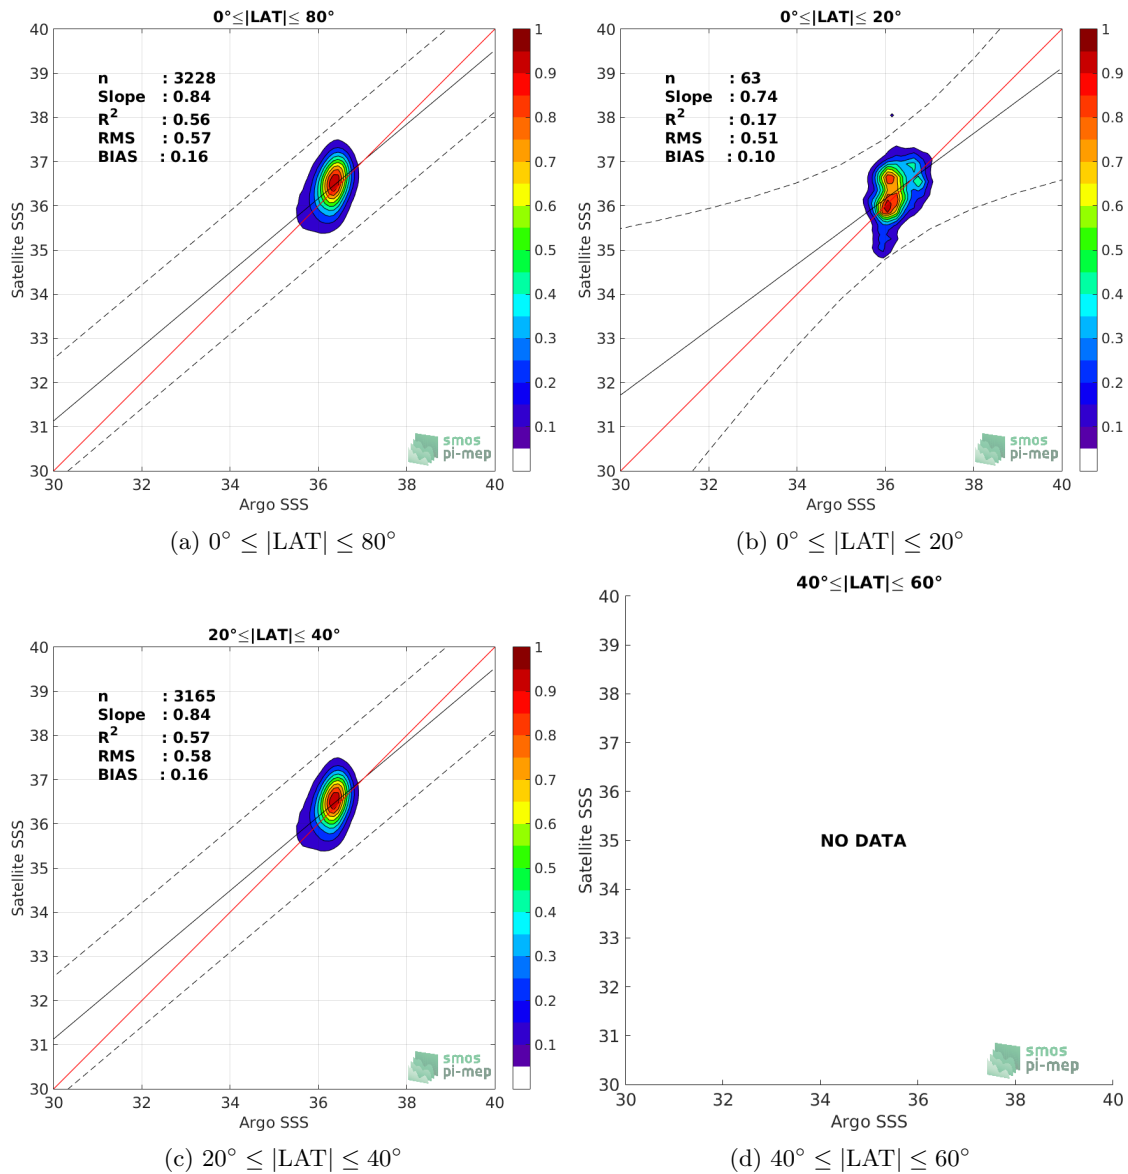 0°≤|LAT|≤ 80°
40
39
38
37
36
35
34
33
32
31
30
Satellite SSS
n : 3228
Slope : 0.84
R² : 0.56
RMS : 0.57
BIAS : 0.16
smos
pi-mep
30 32 34 36 38 40
Argo SSS
1
0.9
0.8
0.7
0.6
0.5
0.4
0.3
0.2
0.1
(a) 0° ≤ |LAT| ≤ 80°
0°≤|LAT|≤ 20°
40
39
38
37
36
35
34
33
32
31
30
Satellite SSS
n : 63
Slope : 0.74
R² : 0.17
RMS : 0.51
BIAS : 0.10
smos
pi-mep
30 32 34 36 38 40
Argo SSS
1
0.9
0.8
0.7
0.6
0.5
0.4
0.3
0.2
0.1
(b) 0° ≤ |LAT| ≤ 20°
20°≤|LAT|≤ 40°
40
39
38
37
36
35
34
33
32
31
30
Satellite SSS
n : 3165
Slope : 0.84
R² : 0.57
RMS : 0.58
BIAS : 0.16
smos
pi-mep
30 32 34 36 38 40
Argo SSS
1
0.9
0.8
0.7
0.6
0.5
0.4
0.3
0.2
0.1
(c) 20° ≤ |LAT| ≤ 40°
40°≤|LAT|≤ 60°
40
39
38
37
36
35
34
33
32
31
30
Satellite SSS
NO DATA
smos
pi-mep
30 32 34 36 38 40
Argo SSS
(d) 40° ≤ |LAT| ≤ 60°